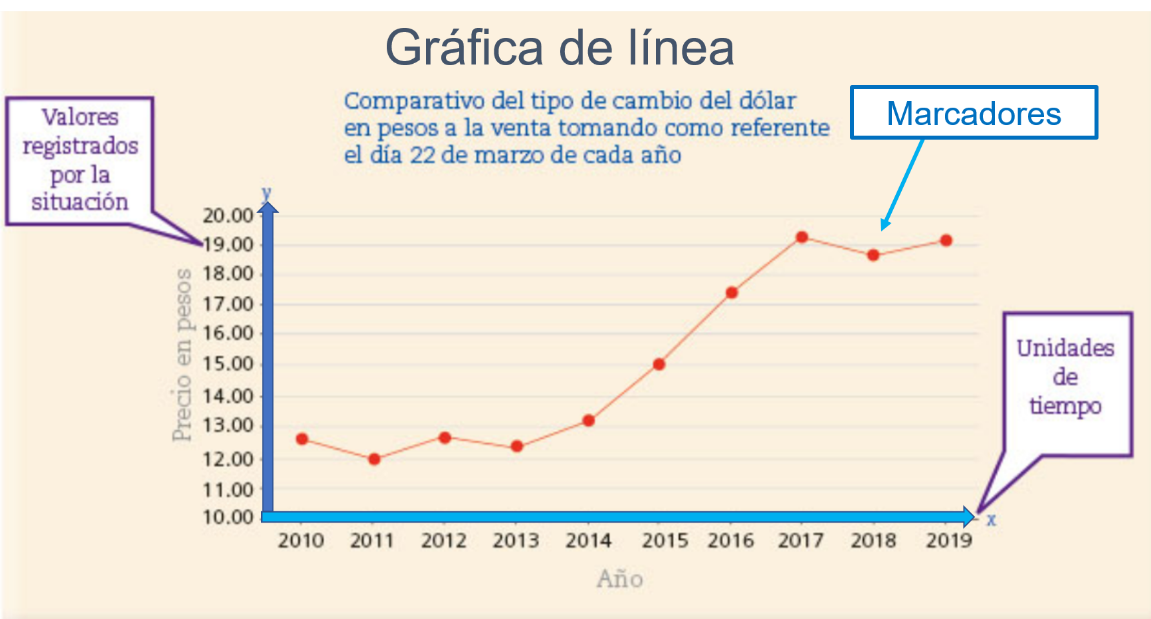 Gráfica de línea
Comparativo del tipo de cambio del dólar
en pesos a la venta tomando como referente
el día 22 de marzo de cada año
Marcadores
Valores
registrados
por la
situación
y
20.00
19.00
18.00
17.00
16.00
15.00
14.00
13.00
12.00
11.00
10.00
Precio en pesos
Unidades
de
tiempo
x
2010 2011 2012 2013 2014 2015 2016 2017 2018 2019
Año